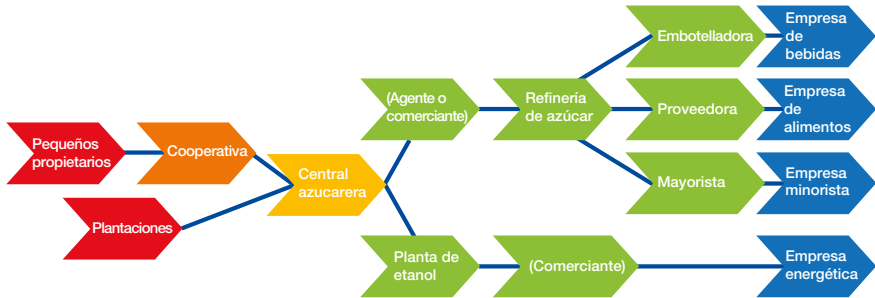 Pequeños
propietarios
Cooperativa
Plantaciones
Central
azucarera
(Agente o
comerciante)
Refinería
de azúcar
Embotelladora
Empresa
de
bebidas
Proveedora
Empresa
de
alimentos
Mayorista
Empresa
minorista
Planta de
etanol
(Comerciante)
Empresa
energética